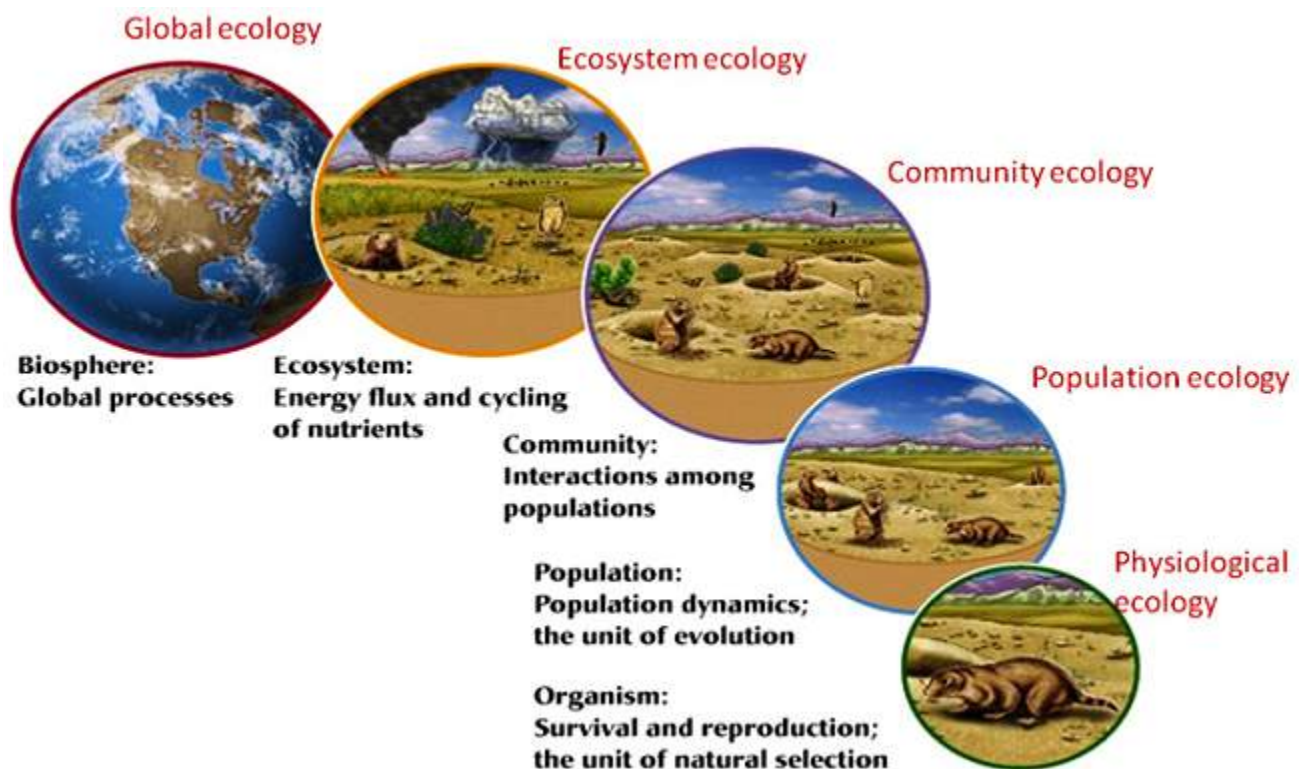 Global ecology
Ecosystem ecology
Community ecology
Biosphere:
Global processes
Ecosystem:
Energy flux and cycling
of nutrients
Population ecology
Community:
Interactions among
populations
Physiological
ecology
Population:
Population dynamics;
the unit of evolution
Organism:
Survival and reproduction;
the unit of natural selection